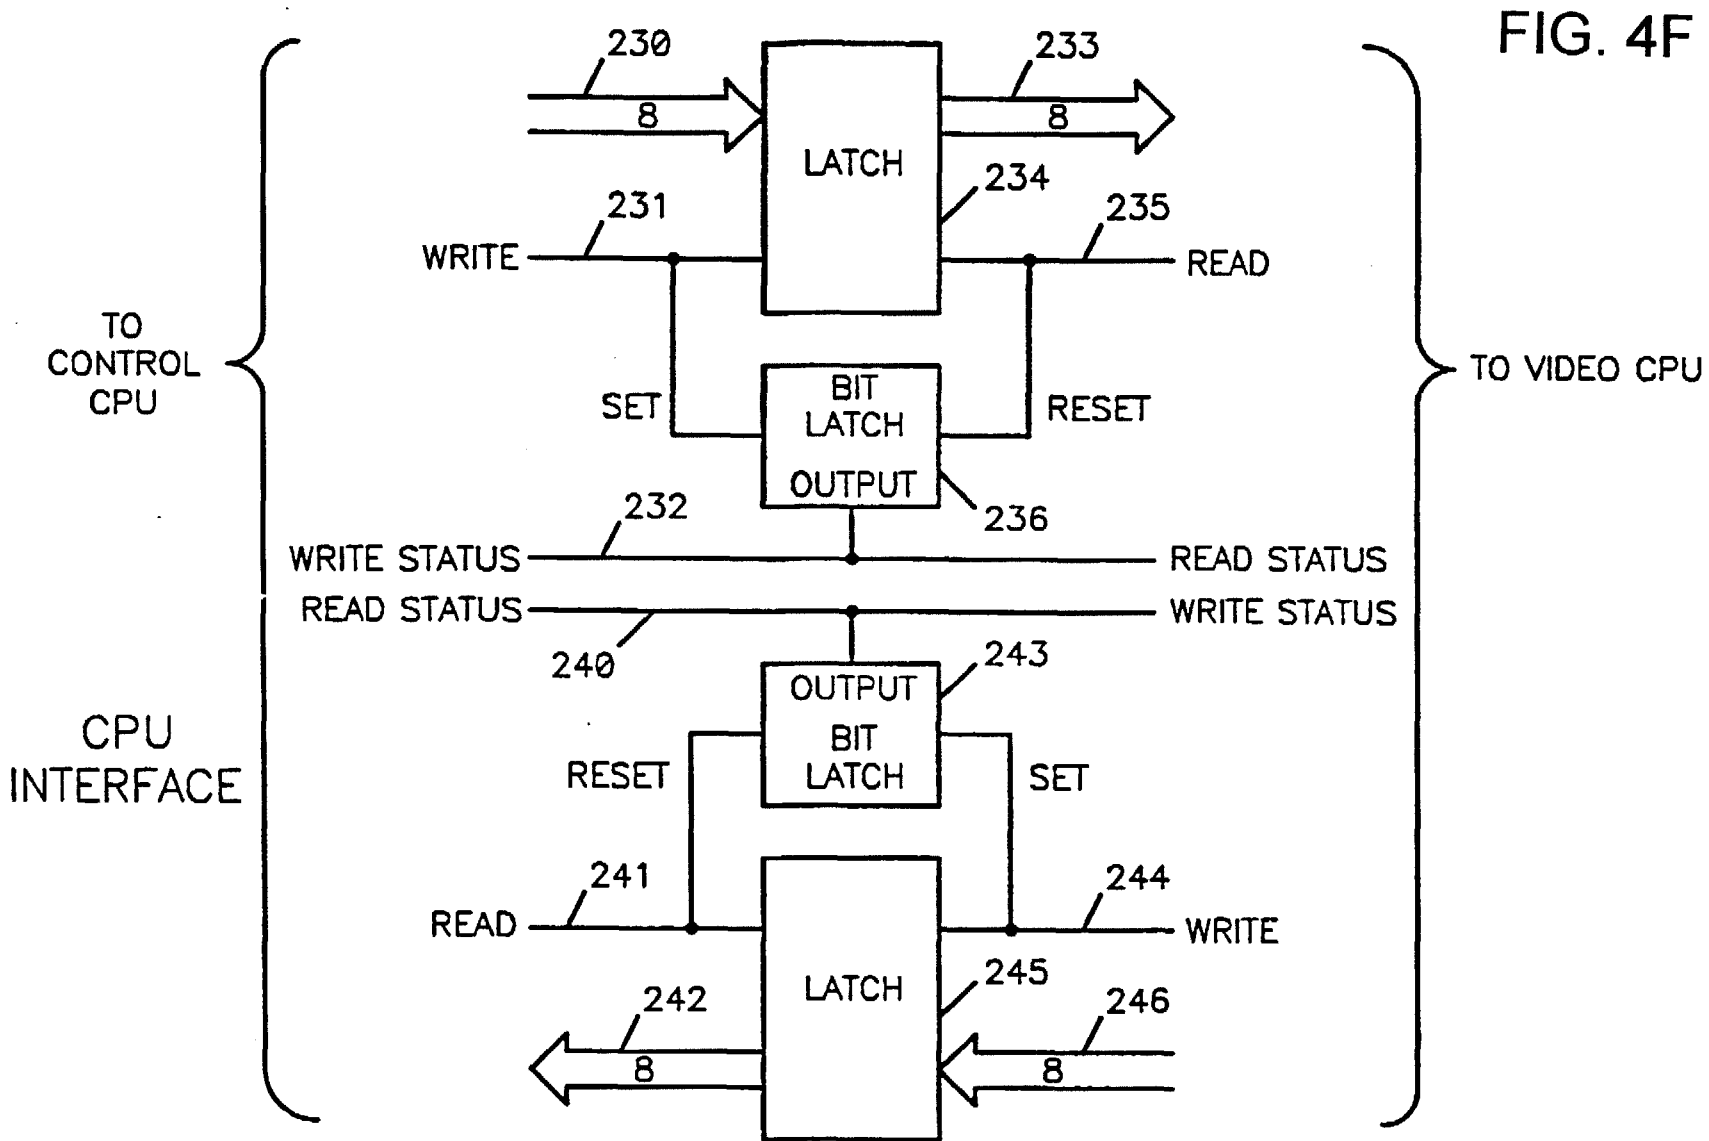 FIG. 4F
230
233
8
8
LATCH
234
231
235
WRITE
READ
TO
CONTROL
CPU
TO VIDEO CPU
BIT
LATCH
OUTPUT
SET
RESET
236
232
WRITE STATUS
READ STATUS
READ STATUS
WRITE STATUS
240
243
OUTPUT
BIT
LATCH
CPU
INTERFACE
RESET
SET
241
244
READ
WRITE
LATCH
245
242
246
8
8